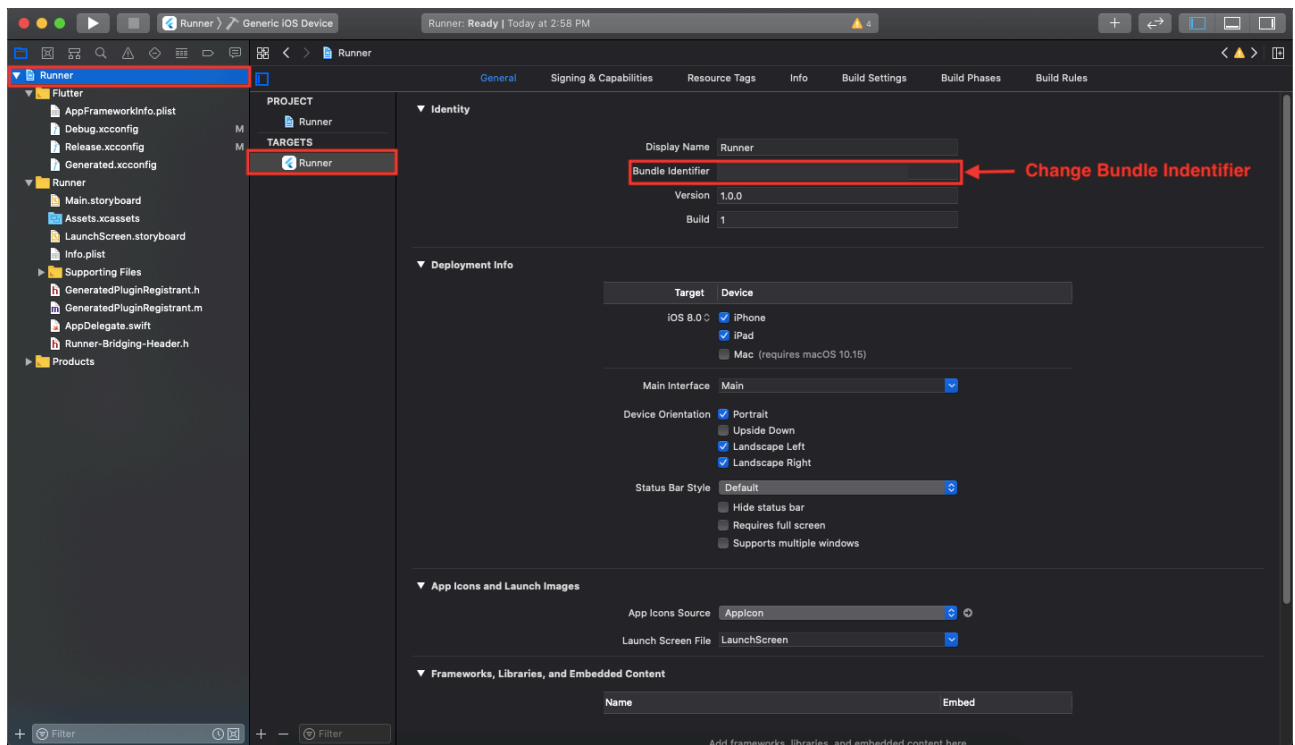 Runner 〉 Generic iOS Device
Runner: Ready | Today at 2:58 PM
4
Runner
Runner
General Signing & Capabilities Resource Tags Info Build Settings Build Phases Build Rules
Flutter
AppFrameworkInfo.plist
Debug.xcconfig M
Release.xcconfig M
Generated.xcconfig
Runner
Main.storyboard
Assets.xcassets
LaunchScreen.storyboard
Info.plist
Supporting Files
GeneratedPluginRegistrant.h
GeneratedPluginRegistrant.m
AppDelegate.swift
Runner-Bridging-Header.h
Products
Filter
PROJECT
Runner
TARGETS
Runner
Filter
Identity
Display Name Runner
Bundle Identifier
Change Bundle Indentifier
Version 1.0.0
Build 1
Deployment Info
Target Device
iOS 8.0 iPhone
iPad
Mac (requires macOS 10.15)
Main Interface Main
Device Orientation Portrait
Upside Down
Landscape Left
Landscape Right
Status Bar Style Default
Hide status bar
Requires full screen
Supports multiple windows
App Icons and Launch Images
App Icons Source AppIcon
Launch Screen File LaunchScreen
Frameworks, Libraries, and Embedded Content
Name Embed
Add frameworks, libraries, and embedded content here